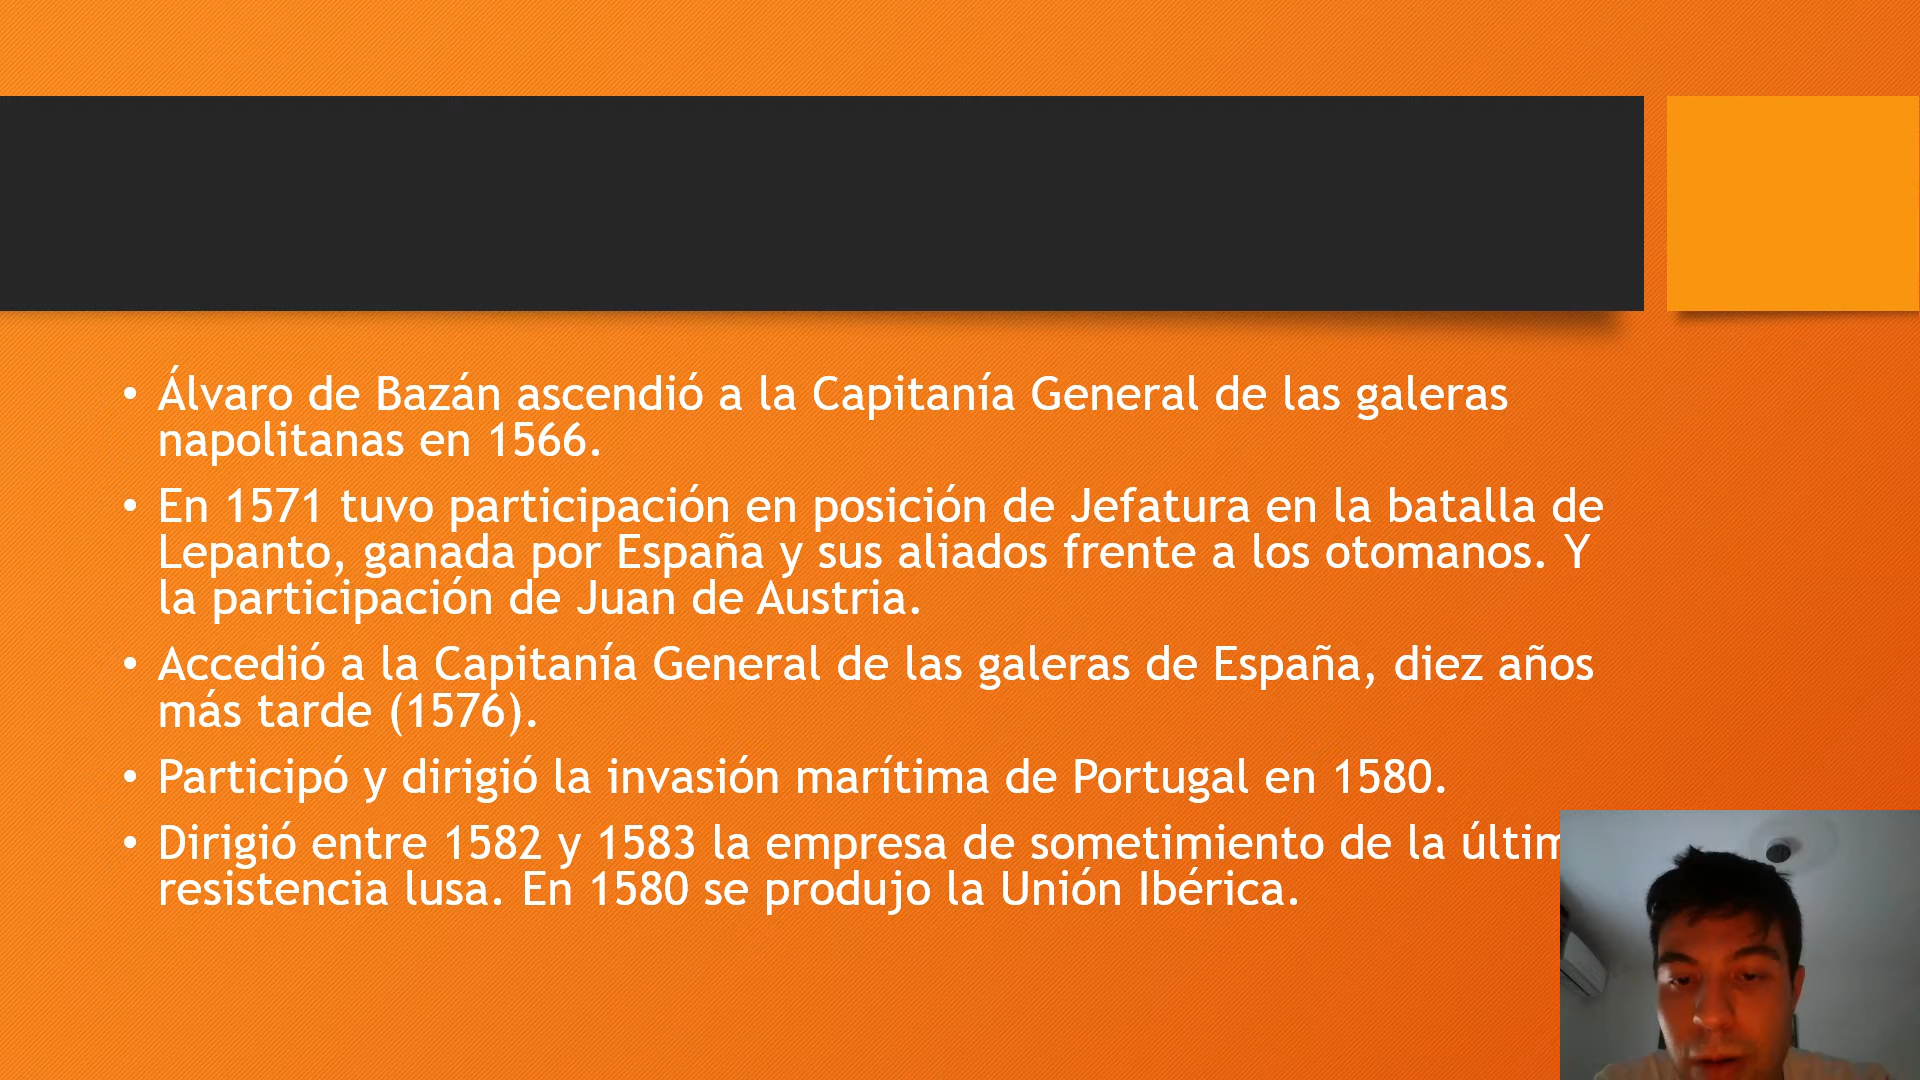 • Álvaro de Bazán ascendió a la Capitanía General de las galeras
napolitanas en 1566.
• En 1571 tuvo participación en posición de Jefatura en la batalla de
Lepanto, ganada por España y sus aliados frente a los otomanos. Y
la participación de Juan de Austria.
• Accedió a la Capitanía General de las galeras de España, diez años
más tarde (1576).
• Participó y dirigió la invasión marítima de Portugal en 1580.
• Dirigió entre 1582 y 1583 la empresa de sometimiento de la
resistencia lusa. En 1580 se produjo la Unión Ibérica.